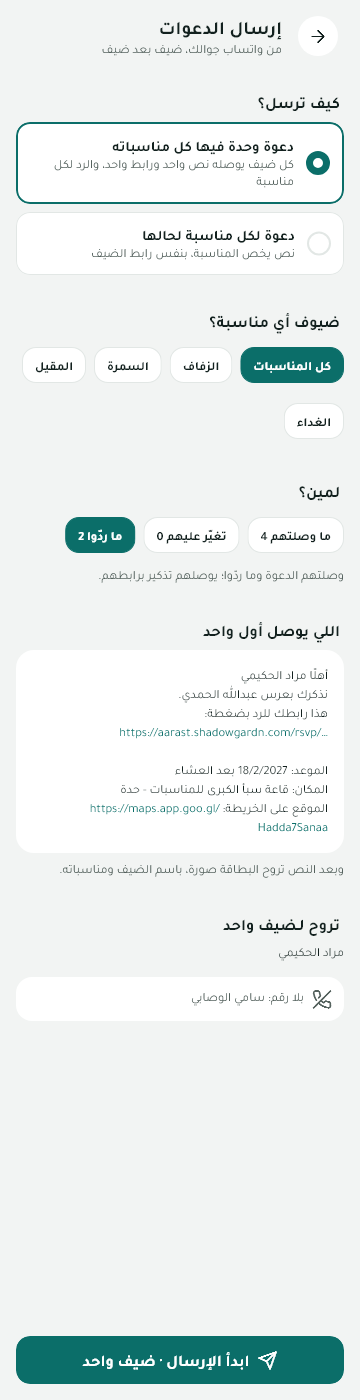 إرسال الدعوات
من واتساب جوالك، ضيف بعد ضيف
كيف ترسل؟
دعوة وحدة فيها كل مناسباته
كل ضيف يوصله نص واحد ورابط واحد، والرد لكل
مناسبة
دعوة لكل مناسبة لحالها
نص يخص المناسبة، بنفس رابط الضيف
ضيوف أي مناسبة؟
كل المناسبات
الزفاف
السمرة
المقيل
الغداء
لمين؟
ما وصلتهم 4
تغيّر عليهم 0
ما ردّوا 2
وصلتهم الدعوة وما ردّوا: يوصلهم تذكير برابطهم.
اللي يوصل أول واحد
أهلًا مراد الحكيمي
نذكرك بعرس عبدالله الحمدي.
هذا رابطك للرد بضغطة:
https://aarast.shadowgardn.com/rsvp/…
الموعد: 18/2/2027 بعد العشاء
المكان: قاعة سبأ الكبرى للمناسبات - حدة
الموقع على الخريطة: https://maps.app.goo.gl/
Hadda7Sanaa
وبعد النص تروح البطاقة صورة، باسم الضيف ومناسباته.
تروح لضيف واحد
مراد الحكيمي
بلا رقم: سامي الوصابي
ابدأ الإرسال · ضيف واحد